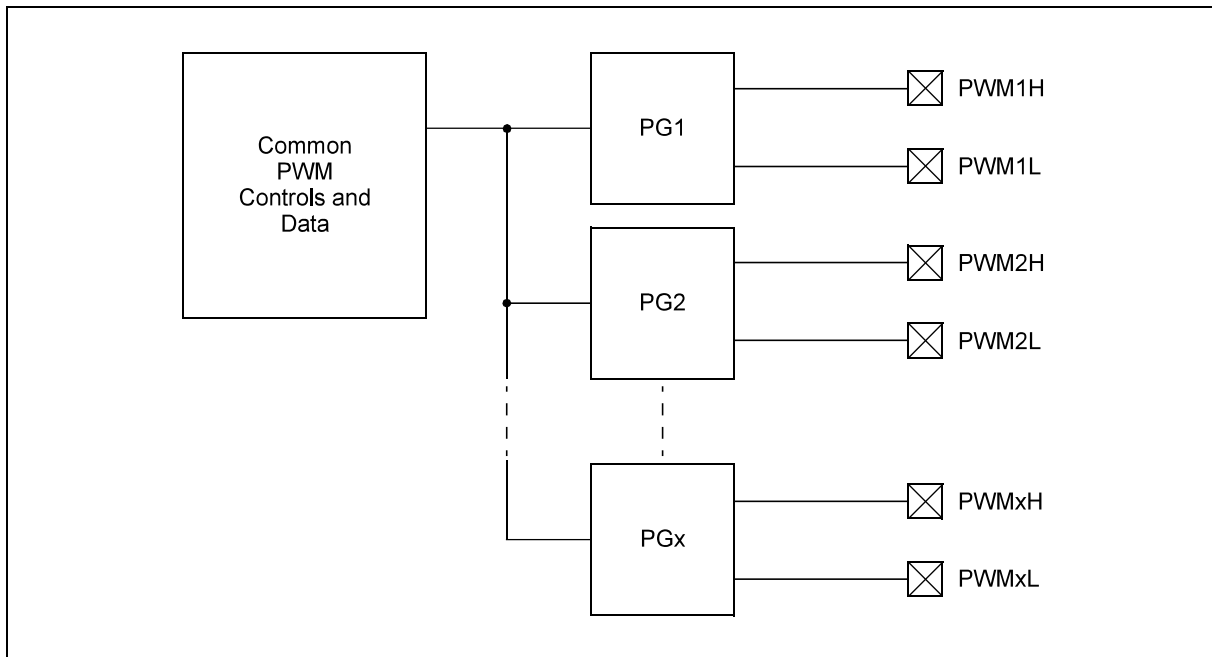 Common
PWM
Controls and
Data
PG1
PWM1H
PWM1L
PG2
PWM2H
PWM2L
PGx
PWMxH
PWMxL